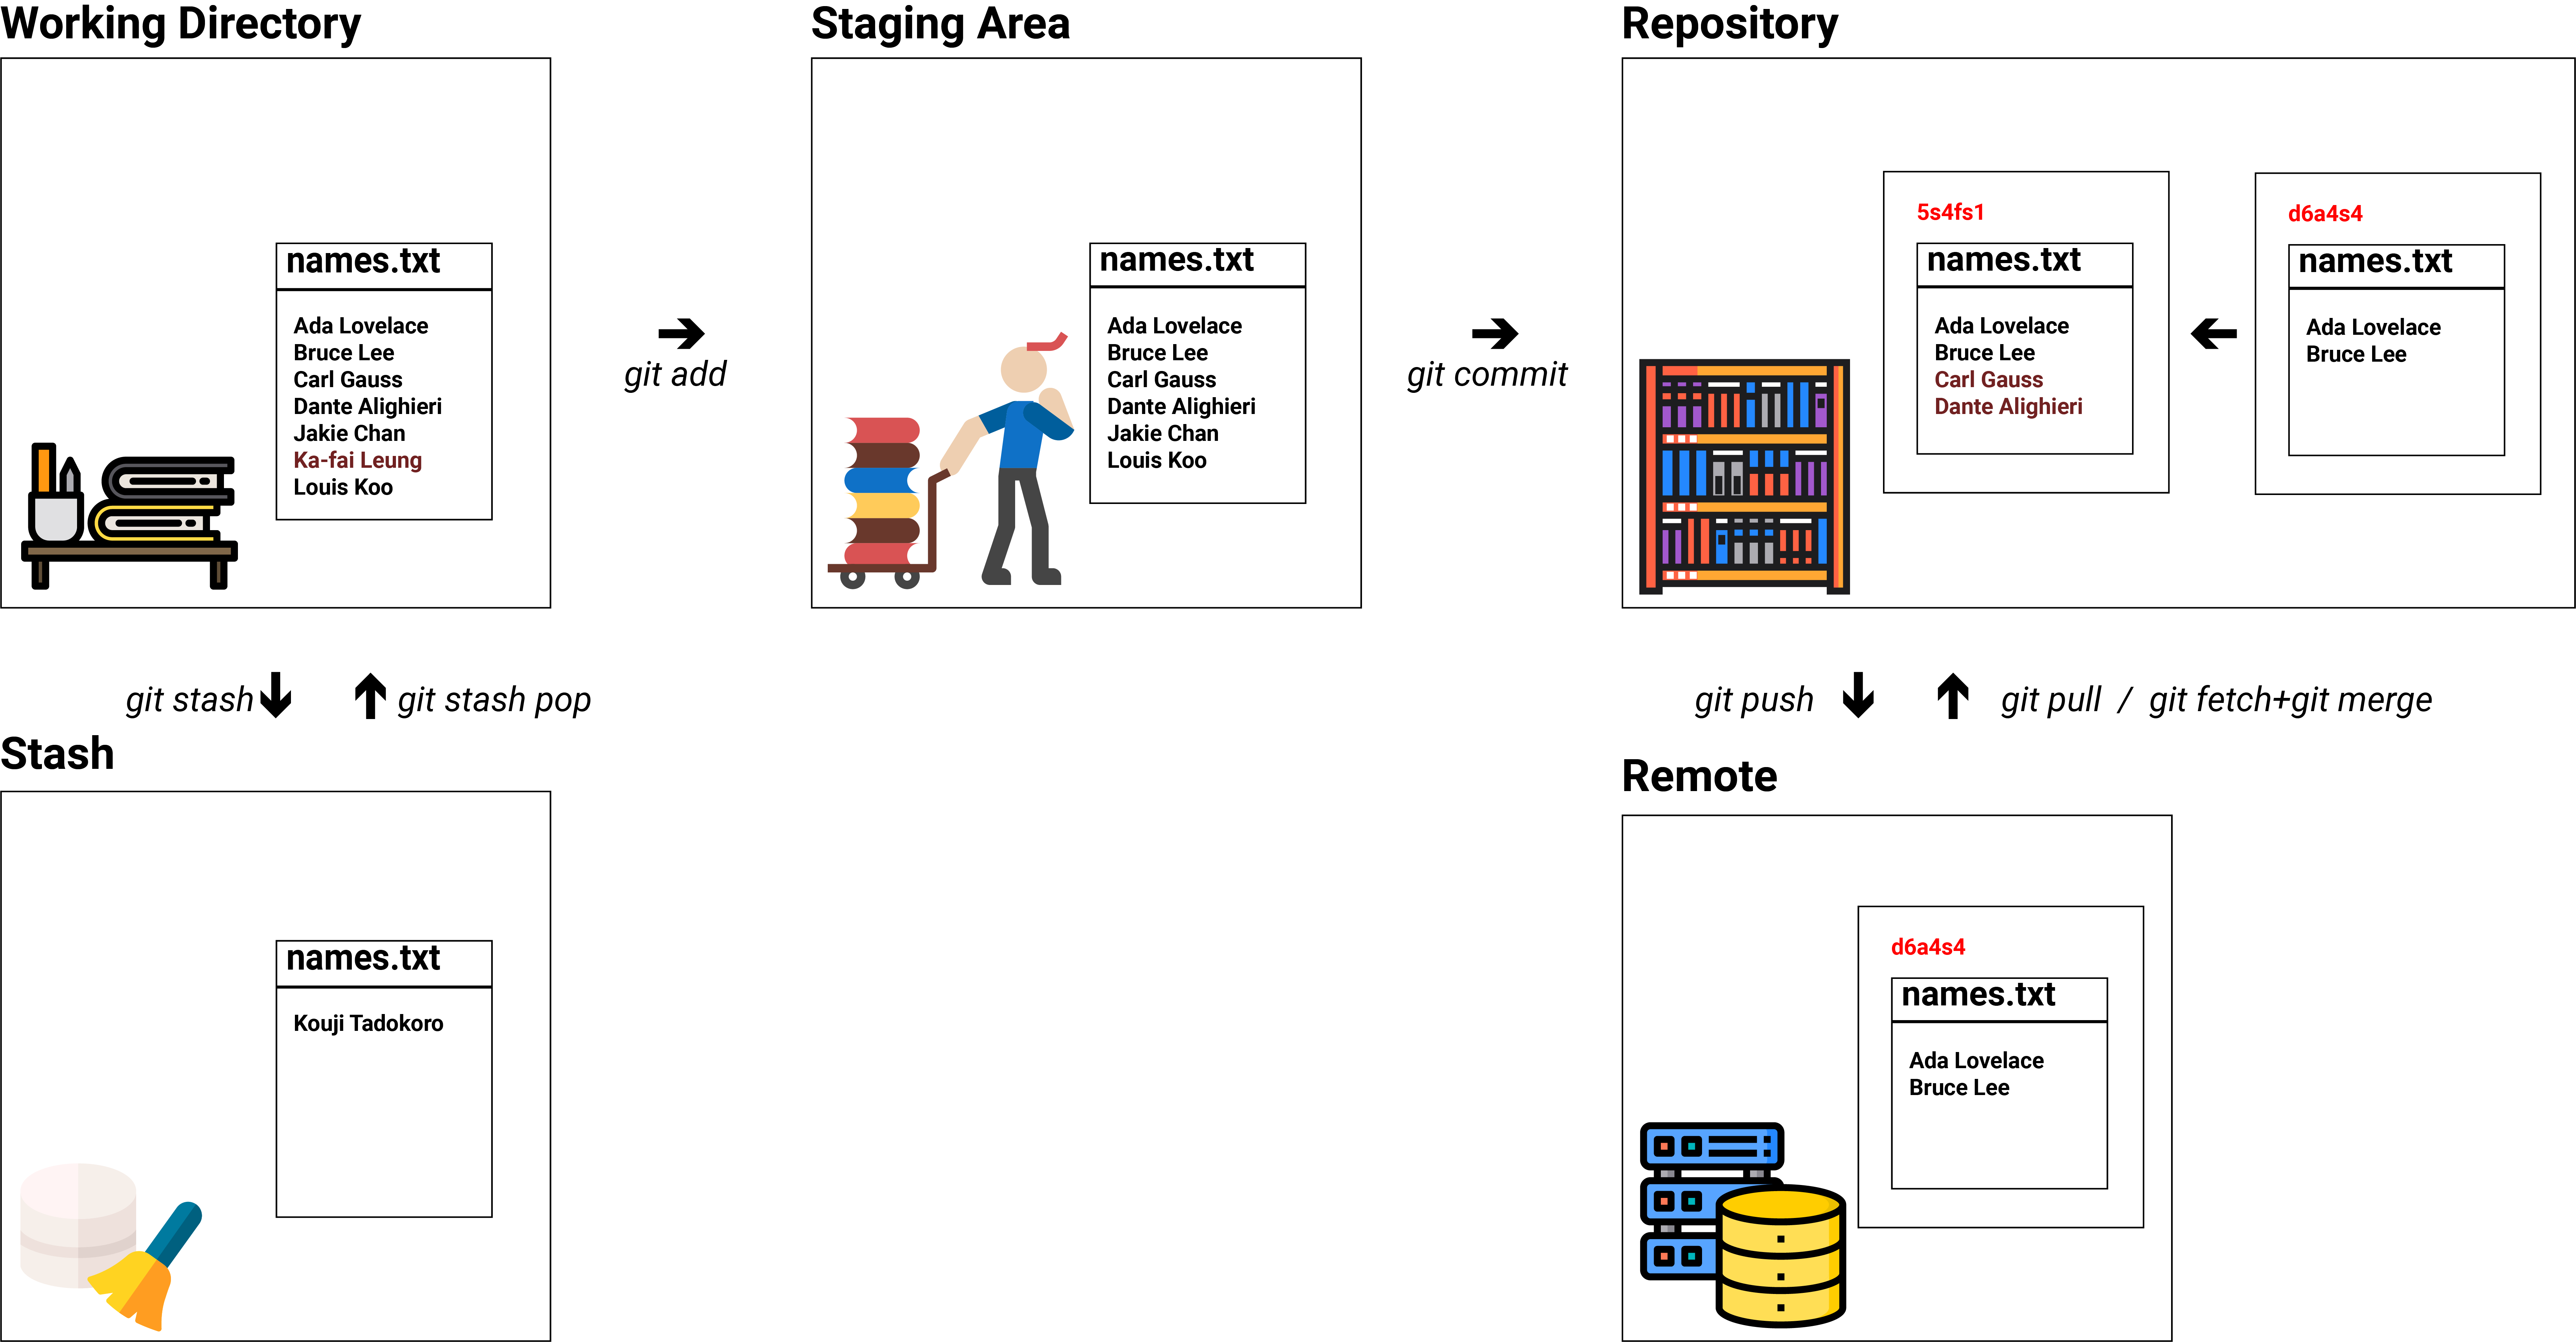 Working Directory
names.txt
Ada Lovelace
Bruce Lee
Carl Gauss
Dante Alighieri
Jakie Chan
Ka-fai Leung
Louis Koo
git add
Staging Area
names.txt
Ada Lovelace
Bruce Lee
Carl Gauss
Dante Alighieri
Jakie Chan
Louis Koo
git commit
Repository
5s4fs1
names.txt
Ada Lovelace
Bruce Lee
Carl Gauss
Dante Alighieri
d6a4s4
names.txt
Ada Lovelace
Bruce Lee
git stash
git stash pop
git push
git pull / git fetch+git merge
Stash
names.txt
Kouji Tadokoro
Remote
d6a4s4
names.txt
Ada Lovelace
Bruce Lee